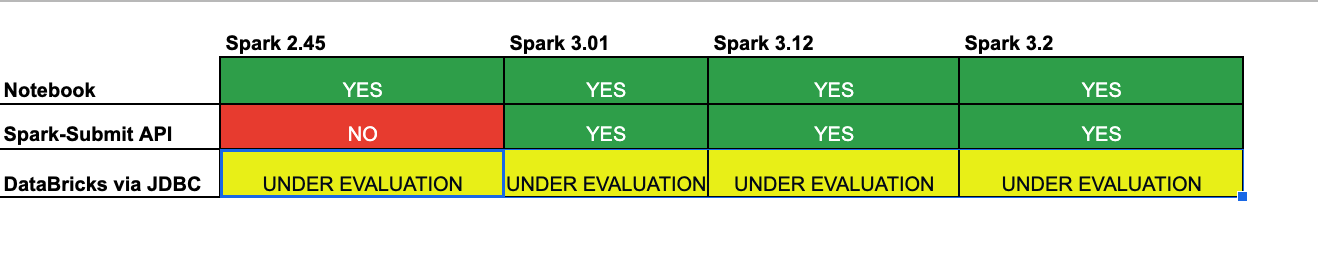 Spark 2.45 Spark 3.01 Spark 3.12 Spark 3.2
Notebook YES YES YES YES
Spark-Submit API NO YES YES YES
DataBricks via JDBC UNDER EVALUATION UNDER EVALUATION UNDER EVALUATION UNDER EVALUATION